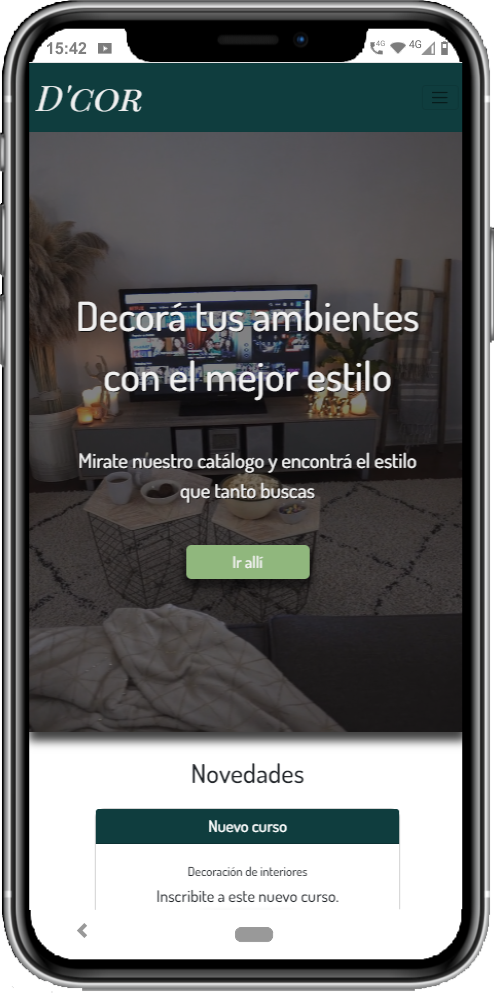 15:42
4G
4G
D'COR
Decorá tus ambientes
con el mejor estilo
Mirate nuestro catálogo y encontrá el estilo
que tanto buscas
Ir allí
Novedades
Nuevo curso
Decoración de interiores
Inscribite a este nuevo curso.